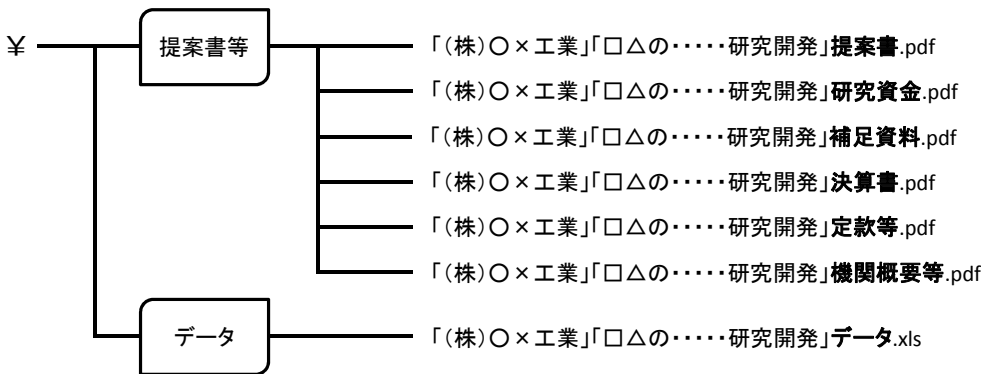 ¥
提案書等
「(株)○×工業」「□△の・・・・・研究開発」提案書.pdf
「(株)○×工業」「□△の・・・・・研究開発」研究資金.pdf
「(株)○×工業」「□△の・・・・・研究開発」補足資料.pdf
「(株)○×工業」「□△の・・・・・研究開発」決算書.pdf
「(株)○×工業」「□△の・・・・・研究開発」定款等.pdf
「(株)○×工業」「□△の・・・・・研究開発」機関概要等.pdf
データ
「(株)○×工業」「□△の・・・・・研究開発」データ.xls